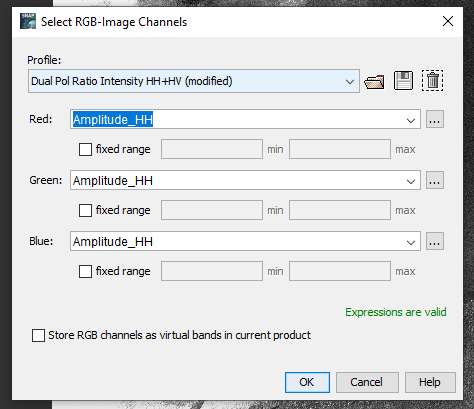 SNAP
Select RGB-Image Channels
Profile:
Dual Pol Ratio Intensity HH+HV (modified)
Red: Amplitude_HH ...
fixed range min max
Green: Amplitude_HH ...
fixed range min max
Blue: Amplitude_HH ...
fixed range min max
Expressions are valid
Store RGB channels as virtual bands in current product
OK Cancel Help